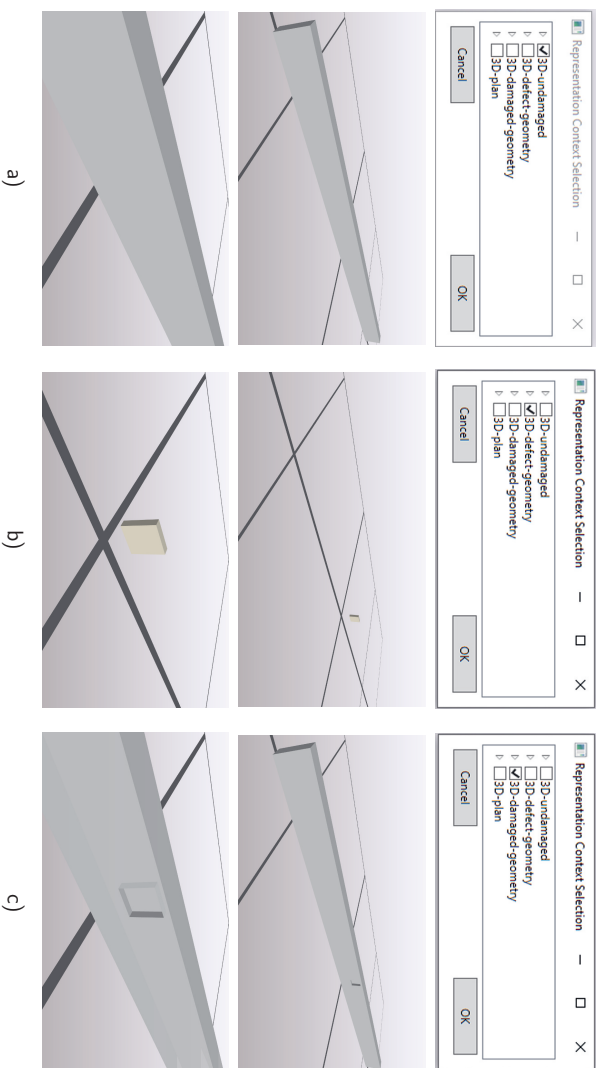 Representation Context Selection
3D-undamaged
3D-defect-geometry
3D-damaged-geometry
3D-plan
Cancel
OK
a)
Representation Context Selection
3D-undamaged
3D-defect-geometry
3D-damaged-geometry
3D-plan
Cancel
OK
b)
Representation Context Selection
3D-undamaged
3D-defect-geometry
3D-damaged-geometry
3D-plan
Cancel
OK
c)